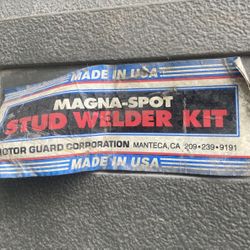 MADE IN USA
MAGNA-SPOT
STUD WELDER KIT
MOTOR GUARD CORPORATION MANTECA, CA 209·239·9191
MADE IN USA